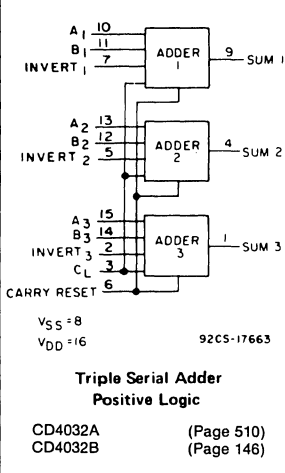 A1 10
B1 11
INVERT1 7
ADDER 1
9 SUM 1
A2 13
B2 12
INVERT2 5
ADDER 2
4 SUM 2
A3 15
B3 14
INVERT3 2
CL 3
CARRY RESET 6
ADDER 3
1 SUM 3
VSS = 8
VDD = 16
92CS-17663
Triple Serial Adder
Positive Logic
CD4032A (Page 510)
CD4032B (Page 146)